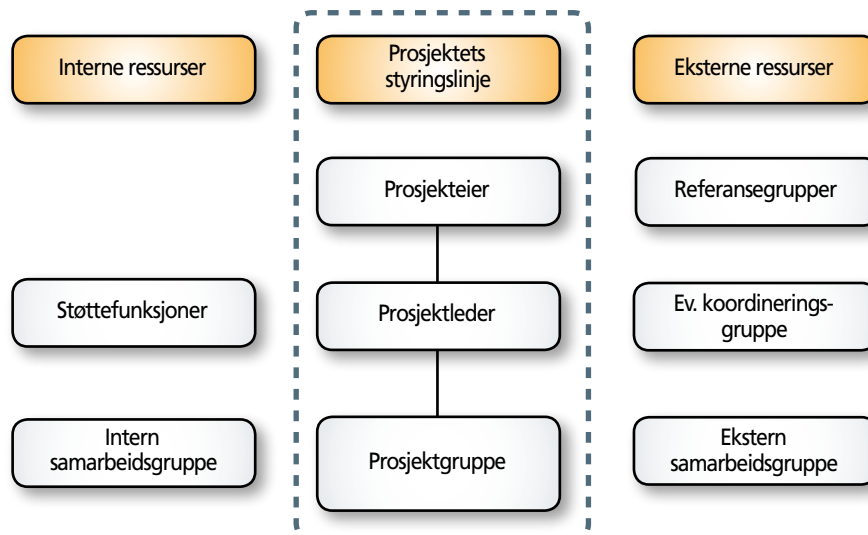 Interne ressurser
Prosjektets
styringslinje
Eksterne ressurser
Prosjekteier
Referansegrupper
Støttefunksjoner
Prosjektleder
Ev. koordinerings-
gruppe
Intern
samarbeidsgruppe
Prosjektgruppe
Ekstern
samarbeidsgruppe